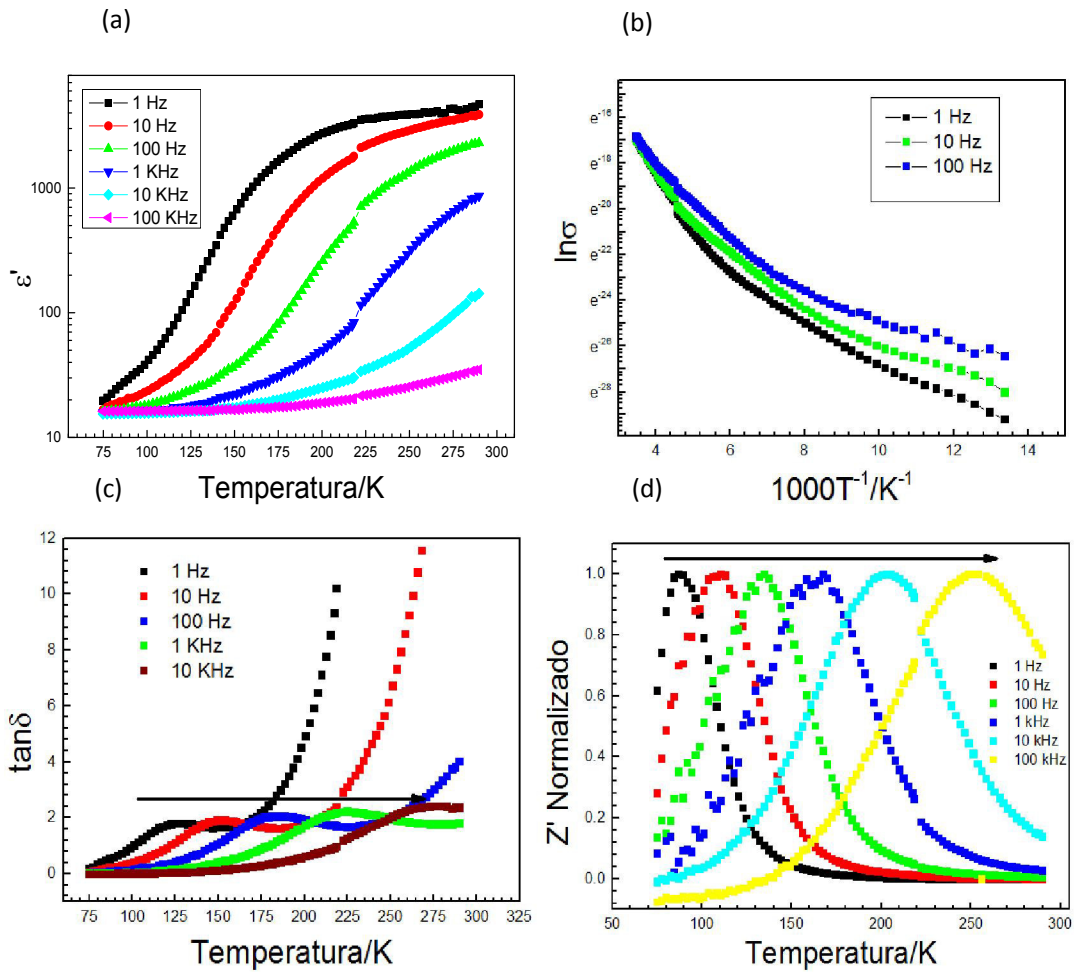 (a)
1 Hz
10 Hz
100 Hz
1 KHz
10 KHz
100 KHz
1000
100
10
ε'
75 100 125 150 175 200 225 250 275 300
Temperatura/K
(b)
1 Hz
10 Hz
100 Hz
e-16
e-18
e-20
e-22
e-24
e-26
e-28
lnσ
4 6 8 10 12 14
1000T-1/K-1
(c)
1 Hz
10 Hz
100 Hz
1 KHz
10 KHz
12
10
8
6
4
2
0
tanδ
75 100 125 150 175 200 225 250 275 300 325
Temperatura/K
(d)
1 Hz
10 Hz
100 Hz
1 kHz
10 kHz
100 kHz
1.0
0.8
0.6
0.4
0.2
0.0
Z' Normalizado
50 100 150 200 250 300
Temperatura/K